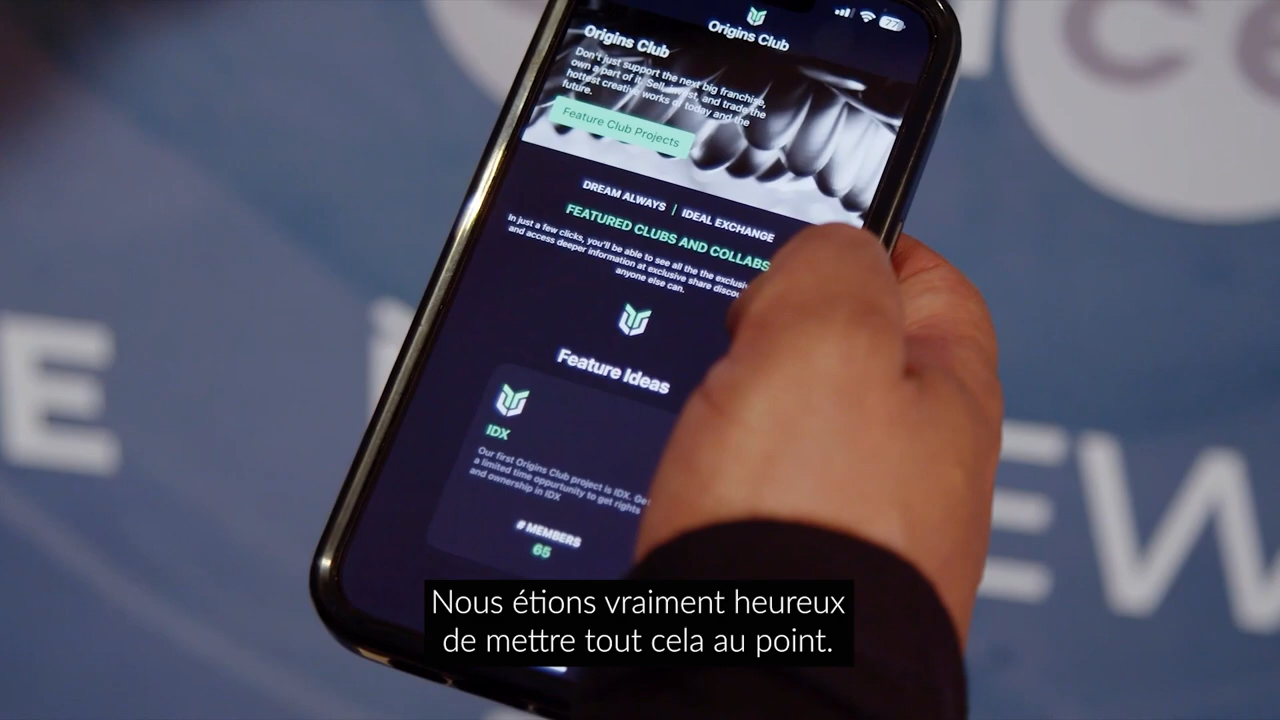 Origins Club
77
Origins Club
Don't just support the next big franchise,
own a part of it. Sell, invest, and trade the
hottest creative works of today and the
future.
Feature Club Projects
DREAM ALWAYS | IDEAL EXCHANGE
FEATURED CLUBS AND COLLABS
In just a few clicks, you'll be able to see all the the
and access deeper information at exclusive share
anyone else can.
Feature Ideas
IDX
Our first Origins Club project is IDX.
a limited time oppurtunity to get rights
and ownership in IDX
# MEMBERS
65
E
EW
ce
Nous étions vraiment heureux
de mettre tout cela au point.